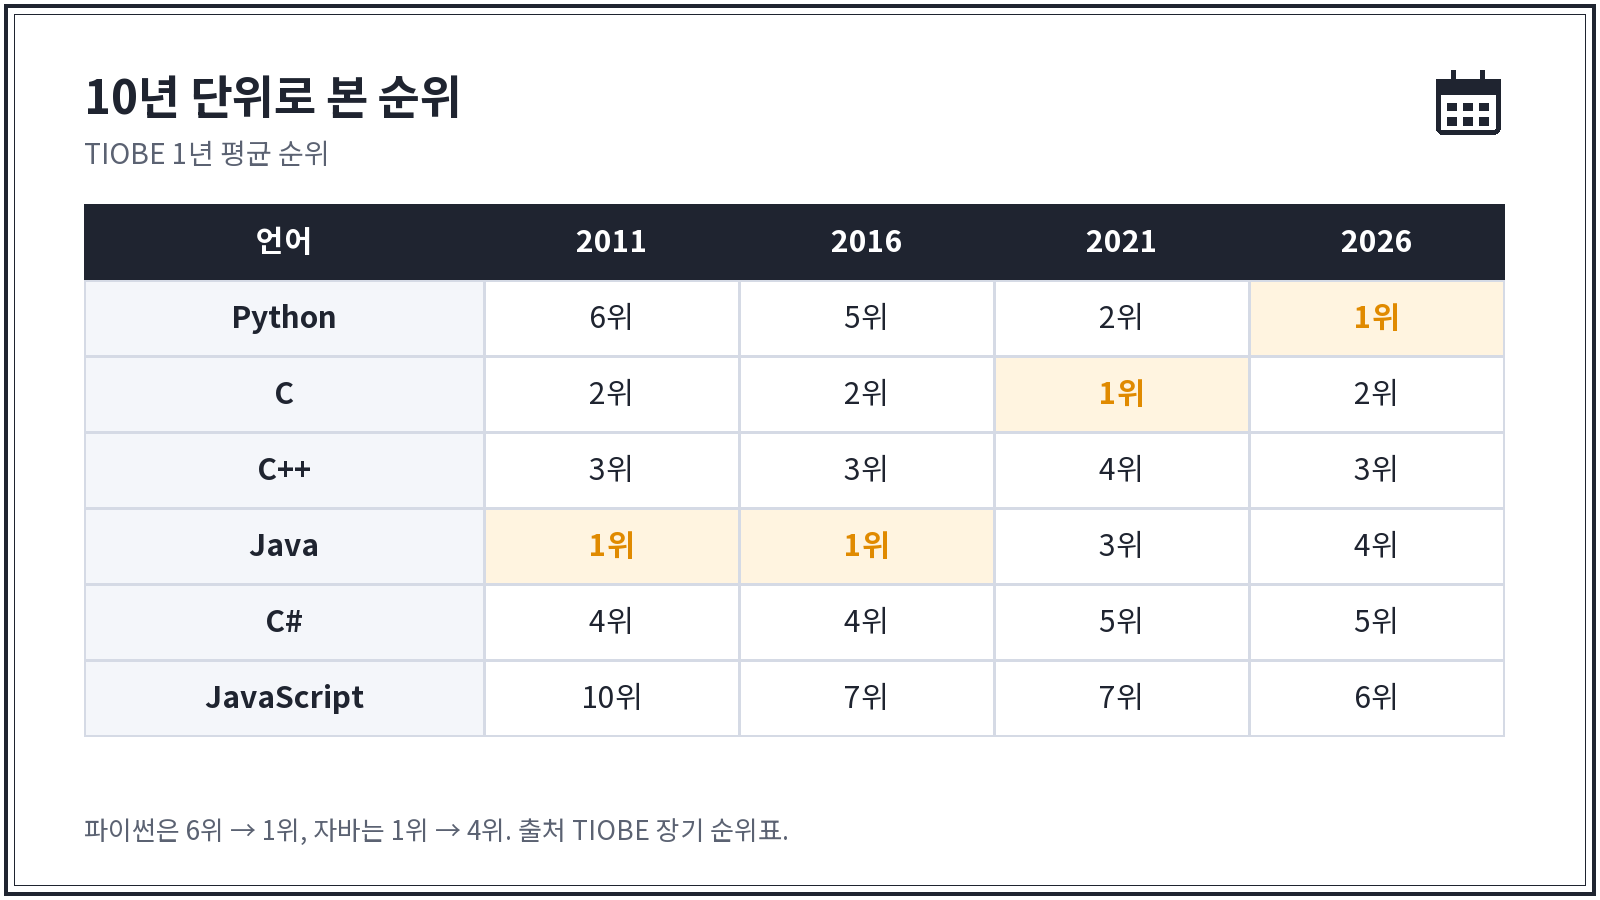 10년 단위로 본 순위
TIOBE 1년 평균 순위
언어 2011 2016 2021 2026
Python 6위 5위 2위 1위
C 2위 2위 1위 2위
C++ 3위 3위 4위 3위
Java 1위 1위 3위 4위
C# 4위 4위 5위 5위
JavaScript 10위 7위 7위 6위
파이썬은 6위 → 1위, 자바는 1위 → 4위. 출처 TIOBE 장기 순위표.